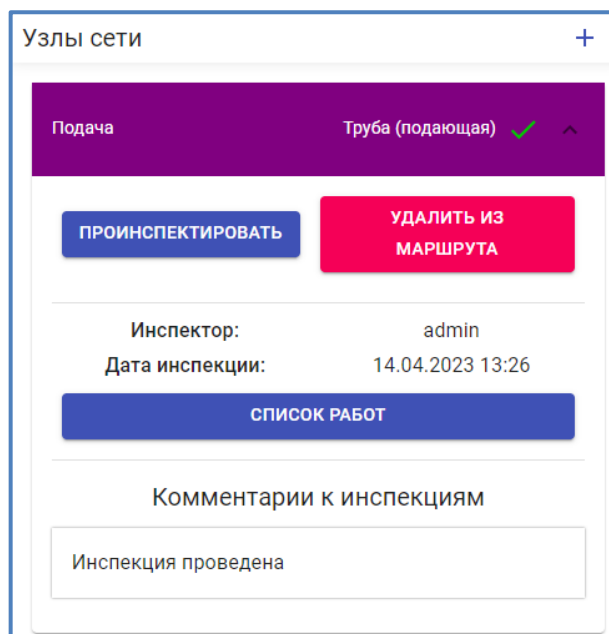 Узлы сети +
Подача Труба (подающая)
ПРОИНСПЕКТИРОВАТЬ
УДАЛИТЬ ИЗ
МАРШРУТА
Инспектор: admin
Дата инспекции: 14.04.2023 13:26
СПИСОК РАБОТ
Комментарии к инспекциям
Инспекция проведена